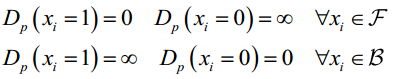 D_p(x_i=1)=0 D_p(x_i=0)=∞ ∀x_i ∈ ℱ
D_p(x_i=1)=∞ D_p(x_i=0)=0 ∀x_i ∈ ℬ